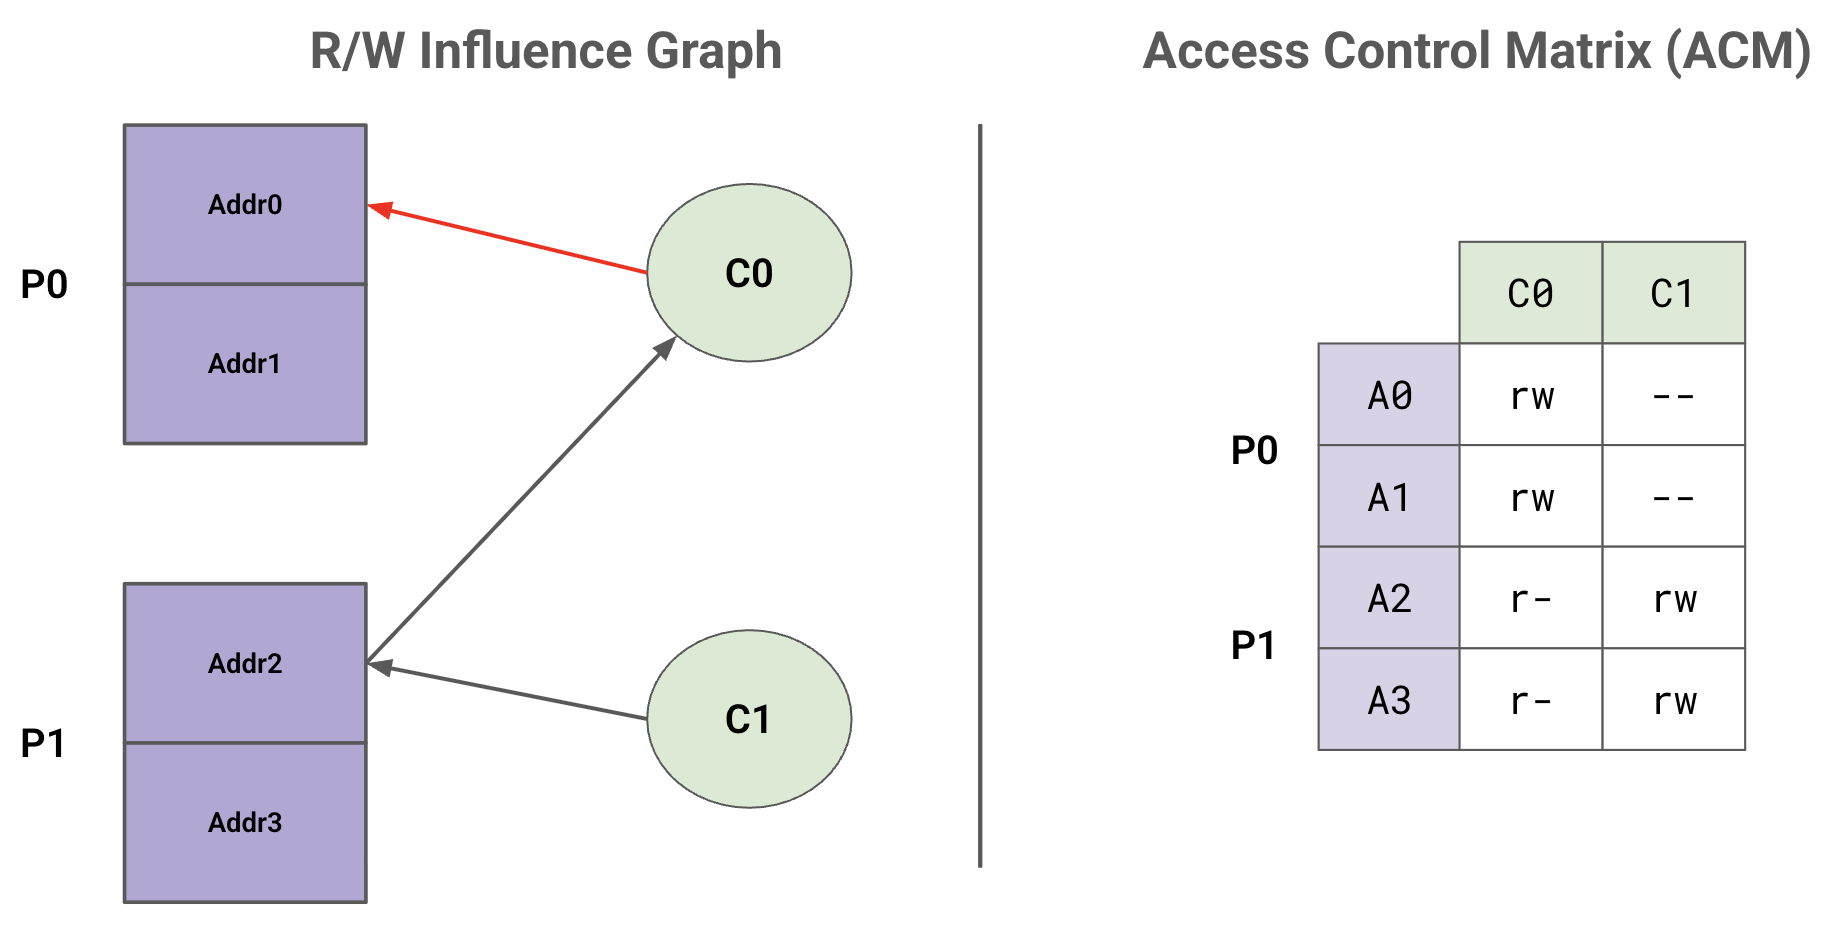 R/W Influence Graph
P0
Addr0
Addr1
C0
P1
Addr2
Addr3
C1
Access Control Matrix (ACM)
C0 C1
P0
A0 rw --
A1 rw --
P1
A2 r- rw
A3 r- rw